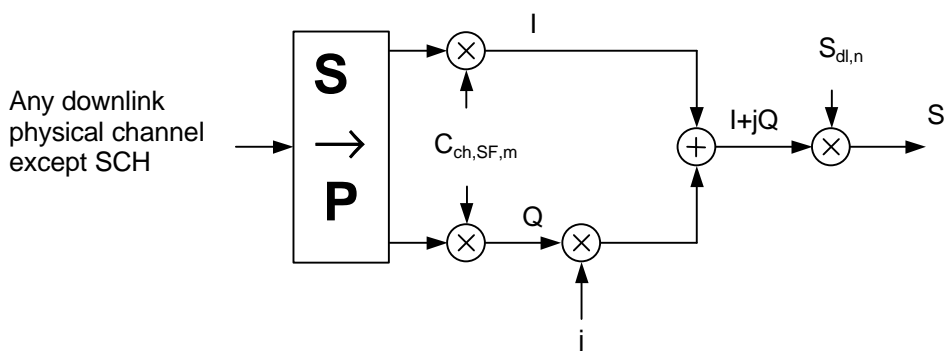 Any downlink
physical channel
except SCH
S
→
P
I
C_ch,SF,m
Q
j
I+jQ
S_dl,n
S